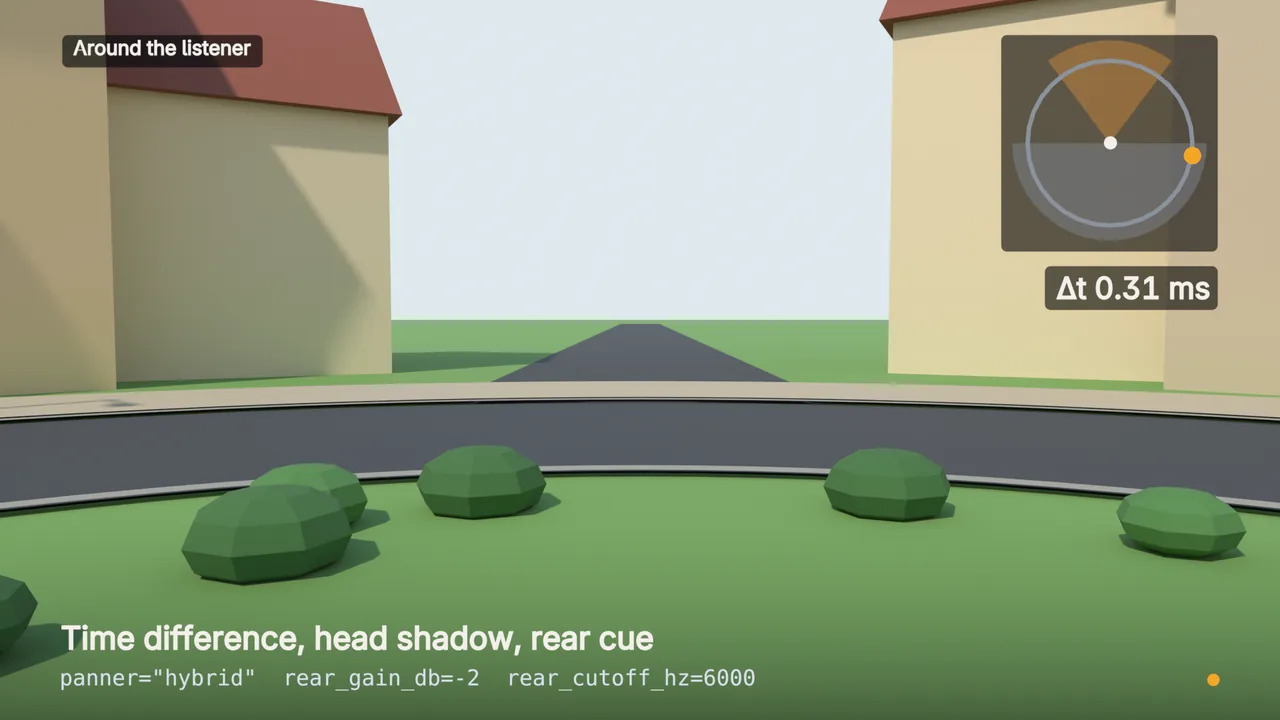 Around the listener
Δt 0.31 ms
Time difference, head shadow, rear cue
panner="hybrid"  rear_gain_db=-2  rear_cutoff_hz=6000